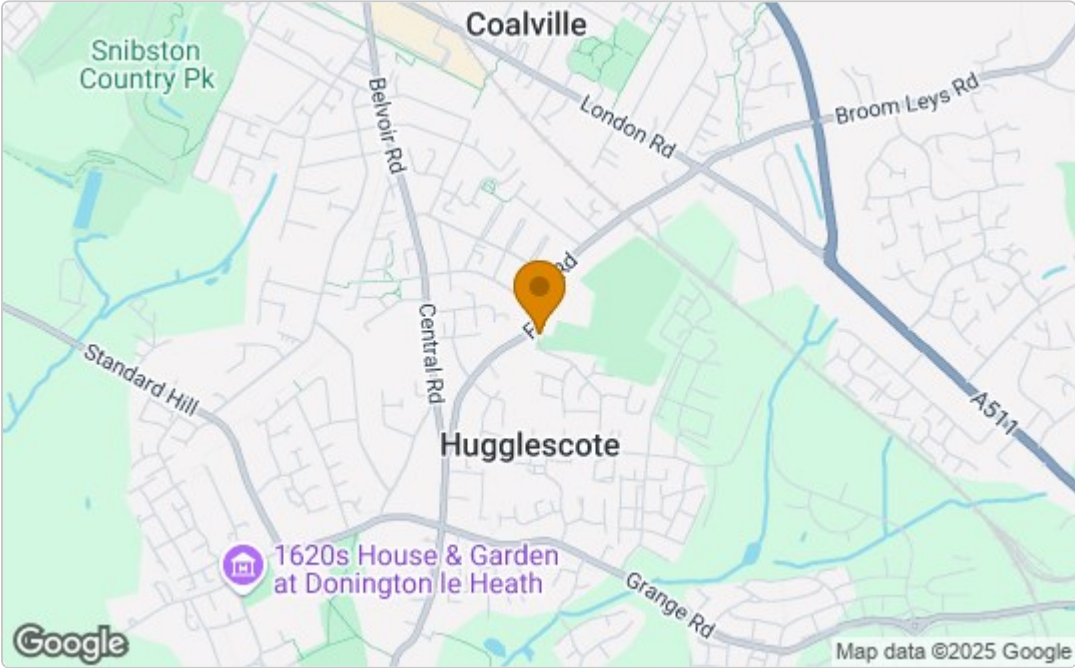 Coalville
Snibston
Country Pk
Belvoir Rd
London Rd
Broom Leys Rd
Rd
F
Central Rd
Standard Hill
A511
Hugglescote
1620s House & Garden
at Donington le Heath
Grange Rd
Google
Map data ©2025 Google